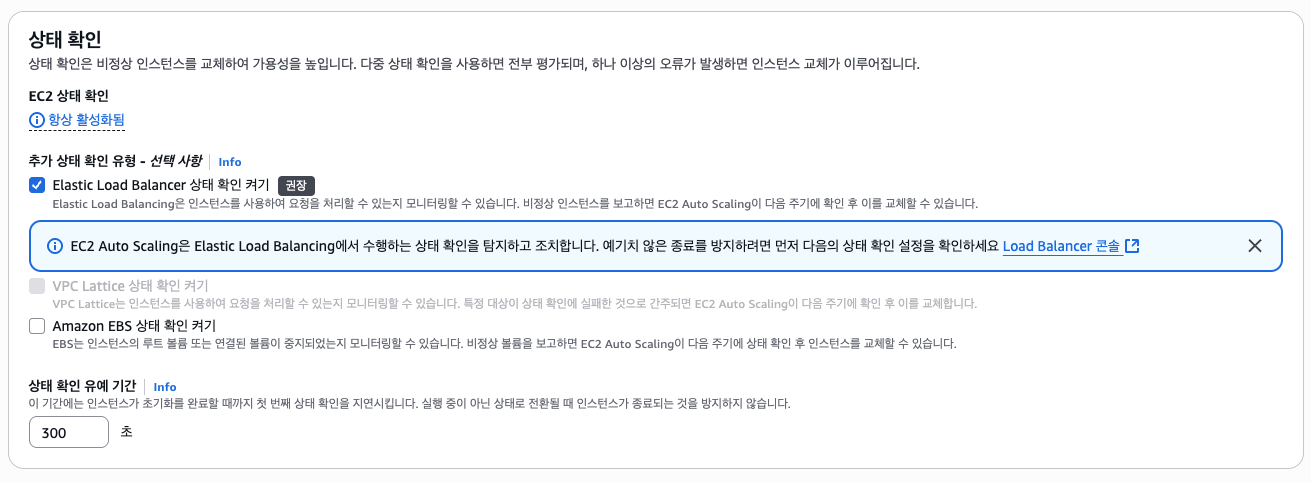 상태 확인
상태 확인은 비정상 인스턴스를 교체하여 가용성을 높입니다. 다중 상태 확인을 사용하면 전부 평가되며, 하나 이상의 오류가 발생하면 인스턴스 교체가 이루어집니다.
EC2 상태 확인
항상 활성화됨
추가 상태 확인 유형 - 선택 사항 Info
Elastic Load Balancer 상태 확인 켜기 권장
Elastic Load Balancing은 인스턴스를 사용하여 요청을 처리할 수 있는지 모니터링할 수 있습니다. 비정상 인스턴스를 보고하면 EC2 Auto Scaling이 다음 주기에 확인 후 이를 교체할 수 있습니다.
EC2 Auto Scaling은 Elastic Load Balancing에서 수행하는 상태 확인을 탐지하고 조치합니다. 예기치 않은 종료를 방지하려면 먼저 다음의 상태 확인 설정을 확인하세요 Load Balancer 콘솔
VPC Lattice 상태 확인 켜기
VPC Lattice는 인스턴스를 사용하여 요청을 처리할 수 있는지 모니터링할 수 있습니다. 특정 대상이 상태 확인에 실패한 것으로 간주되면 EC2 Auto Scaling이 다음 주기에 확인 후 이를 교체합니다.
Amazon EBS 상태 확인 켜기
EBS는 인스턴스의 루트 볼륨 또는 연결된 볼륨이 중지되었는지 모니터링할 수 있습니다. 비정상 볼륨을 보고하면 EC2 Auto Scaling이 다음 주기에 상태 확인 후 인스턴스를 교체할 수 있습니다.
상태 확인 유예 기간 Info
이 기간에는 인스턴스가 초기화를 완료할 때까지 첫 번째 상태 확인을 지연시킵니다. 실행 중이 아닌 상태로 전환될 때 인스턴스가 종료되는 것을 방지하지 않습니다.
300 초